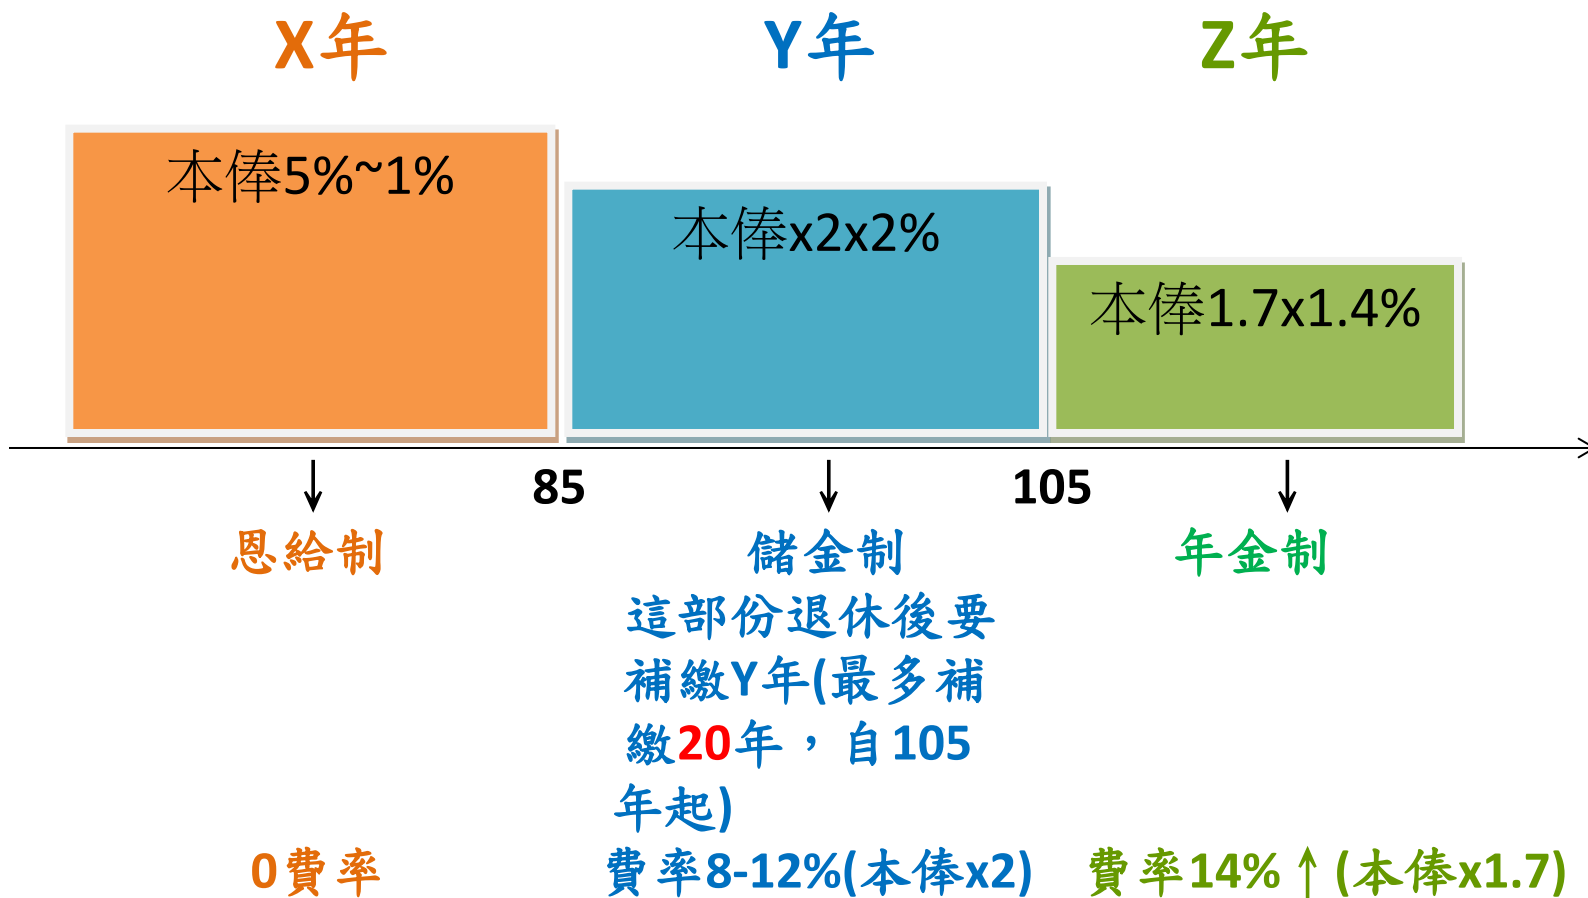 X年
Y年
Z年
本俸5%~1%
本俸x2x2%
本俸1.7x1.4%
85
105
恩給制
儲金制
年金制
這部份退休後要
補繳Y年(最多補
繳20年，自105
年起)
0費率
費率8-12%(本俸x2)
費率14%↑(本俸x1.7)